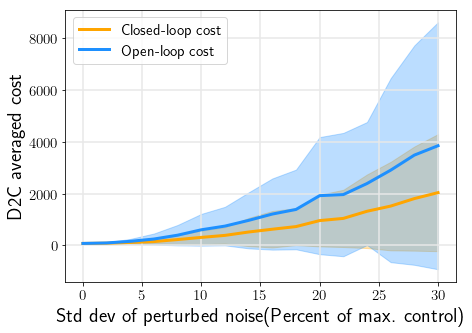 Closed-loop cost
Open-loop cost
D2C averaged cost
8000
6000
4000
2000
0
0 5 10 15 20 25 30
Std dev of perturbed noise(Percent of max. control)